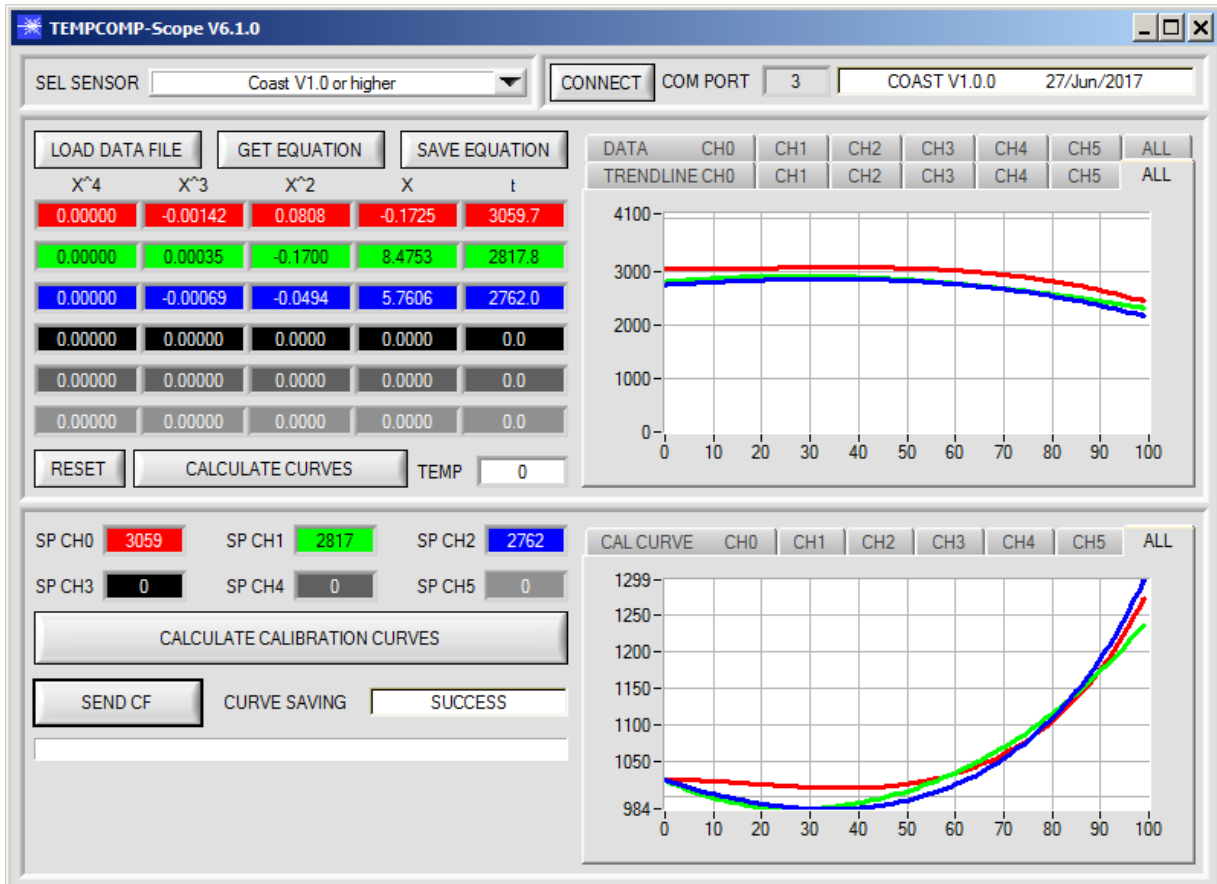 TEMPCOMP-Scope V6.1.0
SEL SENSOR Coast V1.0 or higher
CONNECT COM PORT 3 COAST V1.0.0 27/Jun/2017
LOAD DATA FILE GET EQUATION SAVE EQUATION
X^4 X^3 X^2 X t
0.00000 -0.00142 0.0808 -0.1725 3059.7
0.00000 0.00035 -0.1700 8.4753 2817.8
0.00000 -0.00069 -0.0494 5.7606 2762.0
0.00000 0.00000 0.0000 0.0000 0.0
0.00000 0.00000 0.0000 0.0000 0.0
0.00000 0.00000 0.0000 0.0000 0.0
RESET CALCULATE CURVES TEMP 0
DATA CH0 CH1 CH2 CH3 CH4 CH5 ALL
TRENDLINE CH0 CH1 CH2 CH3 CH4 CH5 ALL
4100
3000
2000
1000
0
0 10 20 30 40 50 60 70 80 90 100
SP CH0 3059 SP CH1 2817 SP CH2 2762
SP CH3 0 SP CH4 0 SP CH5 0
CALCULATE CALIBRATION CURVES
SEND CF CURVE SAVING SUCCESS
CAL CURVE CH0 CH1 CH2 CH3 CH4 CH5 ALL
1299
1250
1200
1150
1100
1050
984
0 10 20 30 40 50 60 70 80 90 100